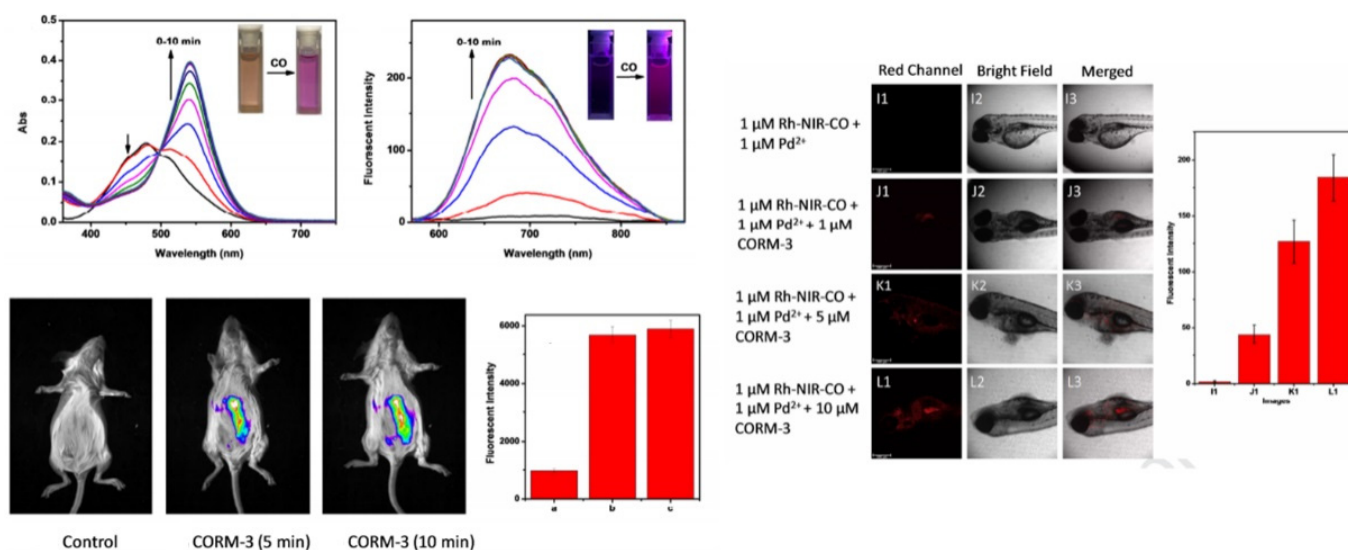 0.5
0.4
0.3
0.2
0.1
0.0
Abs
0-10 min
CO
400
500
600
700
Wavelength (nm)
200
100
0
Fluorescent Intensity
0-10 min
CO
600
700
800
Wavelength (nm)
Control
CORM-3 (5 min)
CORM-3 (10 min)
6000
4000
2000
0
Fluorescent Intensity
a
b
c
Red Channel
Bright Field
Merged
1 µM Rh-NIR-CO +
1 µM Pd²⁺
I1
I2
I3
1 µM Rh-NIR-CO +
1 µM Pd²⁺ + 1 µM
CORM-3
J1
J2
J3
1 µM Rh-NIR-CO +
1 µM Pd²⁺ + 5 µM
CORM-3
K1
K2
K3
1 µM Rh-NIR-CO +
1 µM Pd²⁺ + 10 µM
CORM-3
L1
L2
L3
200
150
100
50
0
Fluorescent Intensity
I1
J1
K1
L1
Images